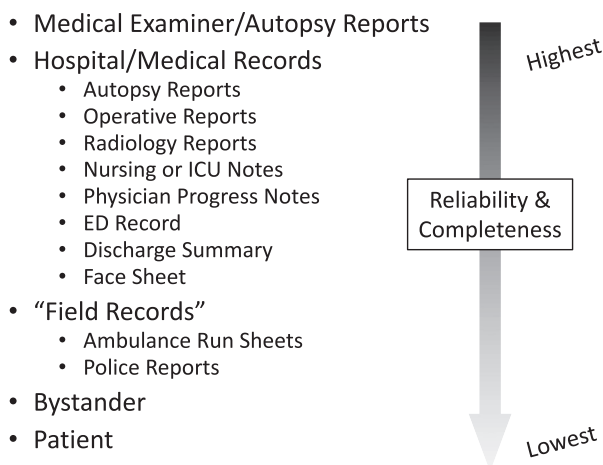 • Medical Examiner/Autopsy Reports
• Hospital/Medical Records
• Autopsy Reports
• Operative Reports
• Radiology Reports
• Nursing or ICU Notes
• Physician Progress Notes
• ED Record
• Discharge Summary
• Face Sheet
• “Field Records”
• Ambulance Run Sheets
• Police Reports
• Bystander
• Patient
Highest
Reliability &
Completeness
Lowest